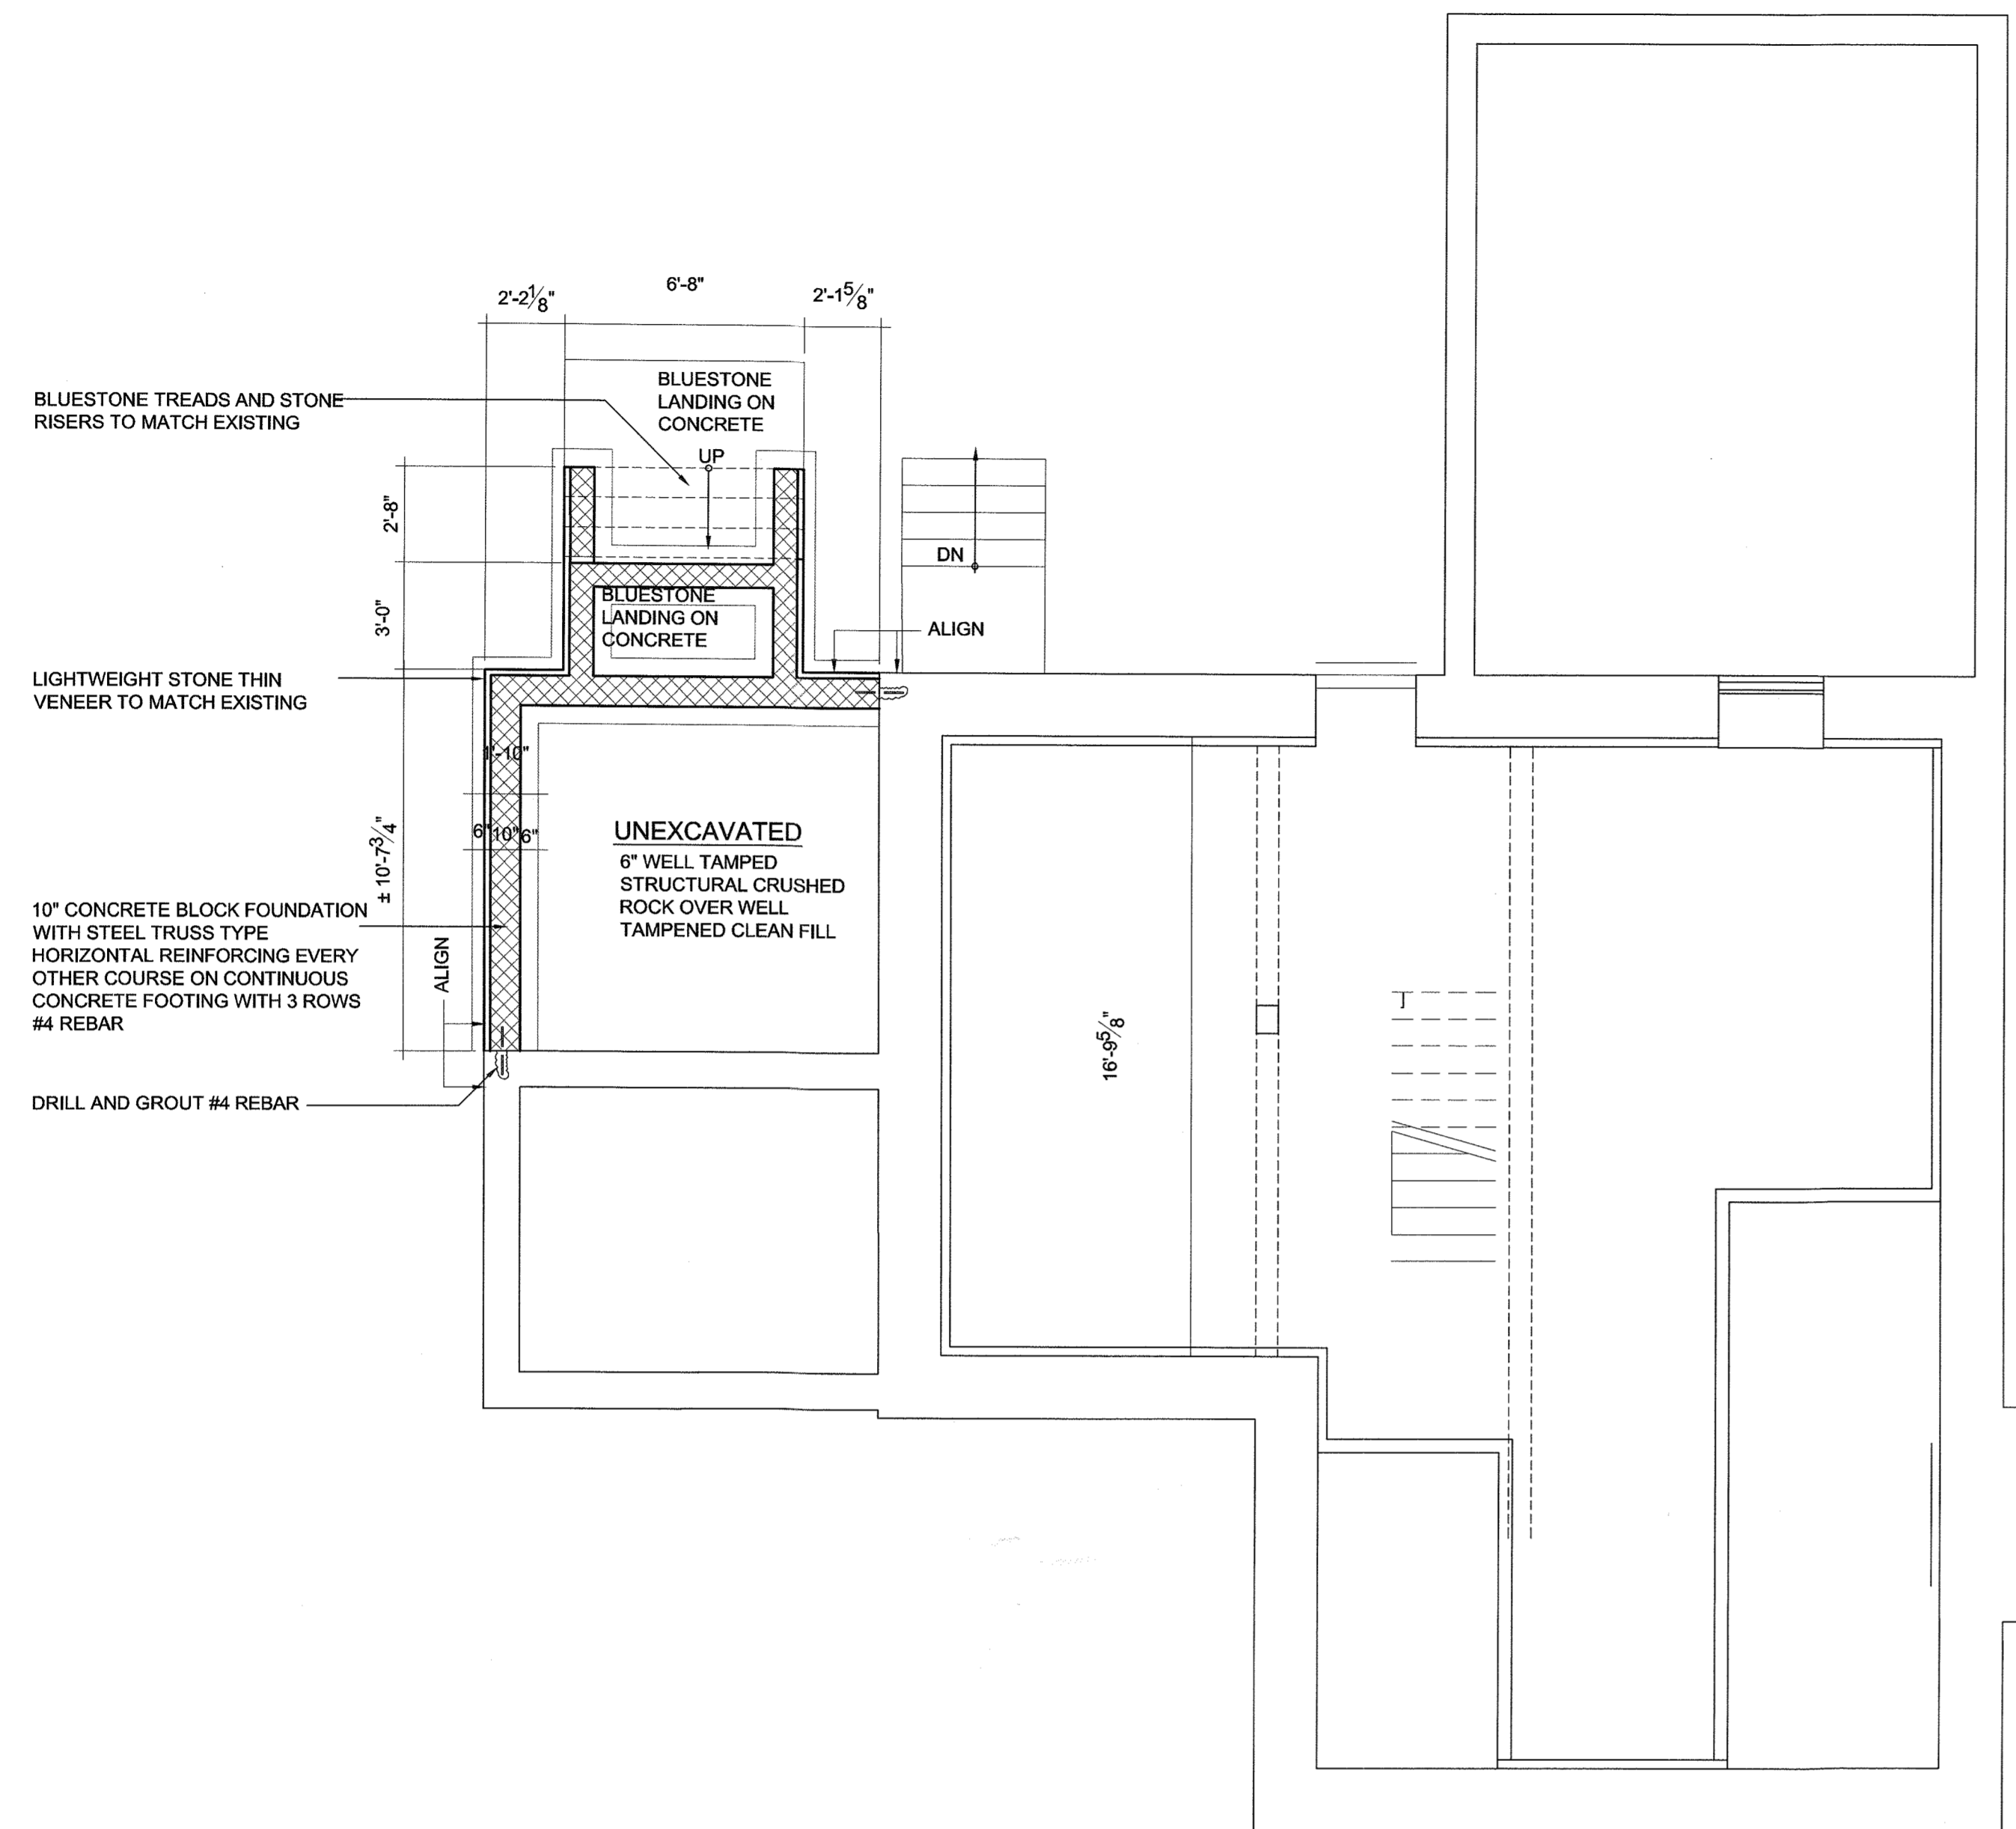 6'-8"
2'-2 1/8"
2'-1 5/8"
BLUESTONE
LANDING ON
CONCRETE
BLUESTONE TREADS AND STONE
RISERS TO MATCH EXISTING
UP
2'-8"
DN
BLUESTONE
LANDING ON
CONCRETE
3'-0"
ALIGN
LIGHTWEIGHT STONE THIN
VENEER TO MATCH EXISTING
1'-10"
6" 10" 6"
± 10'-7 3/4"
UNEXCAVATED
6" WELL TAMPED
STRUCTURAL CRUSHED
ROCK OVER WELL
TAMPENED CLEAN FILL
10" CONCRETE BLOCK FOUNDATION
WITH STEEL TRUSS TYPE
HORIZONTAL REINFORCING EVERY
OTHER COURSE ON CONTINUOUS
CONCRETE FOOTING WITH 3 ROWS
#4 REBAR
ALIGN
16'-9 5/8"
DRILL AND GROUT #4 REBAR